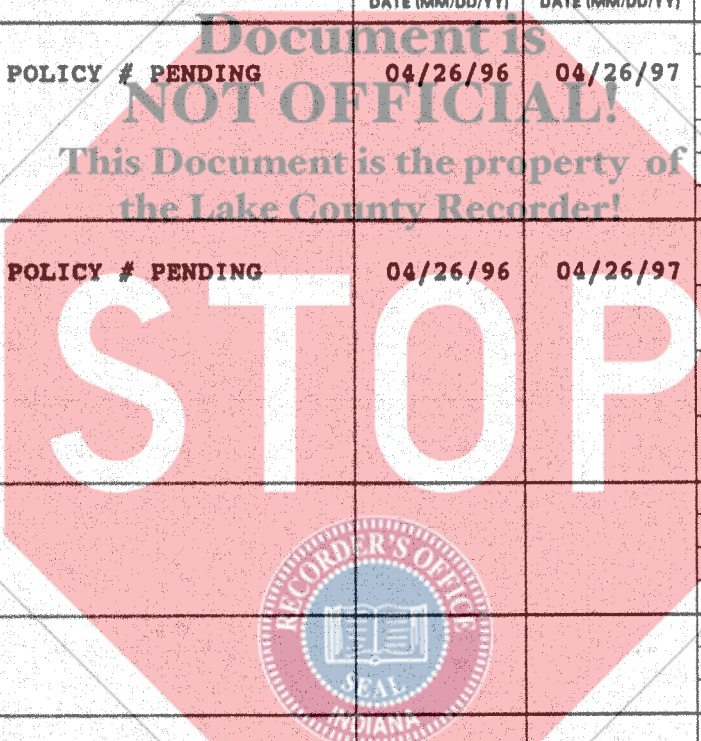 DATE (MM/DD/YY) DATE (MM/DD/YY)
Document is
POLICY # PENDING 04/26/96 04/26/97
NOT OFFICIAL!
This Document is the property of
the Lake County Recorder!
POLICY # PENDING 04/26/96 04/26/97
STOP
RECORDER'S OFFICE
SEAL
INDIANA